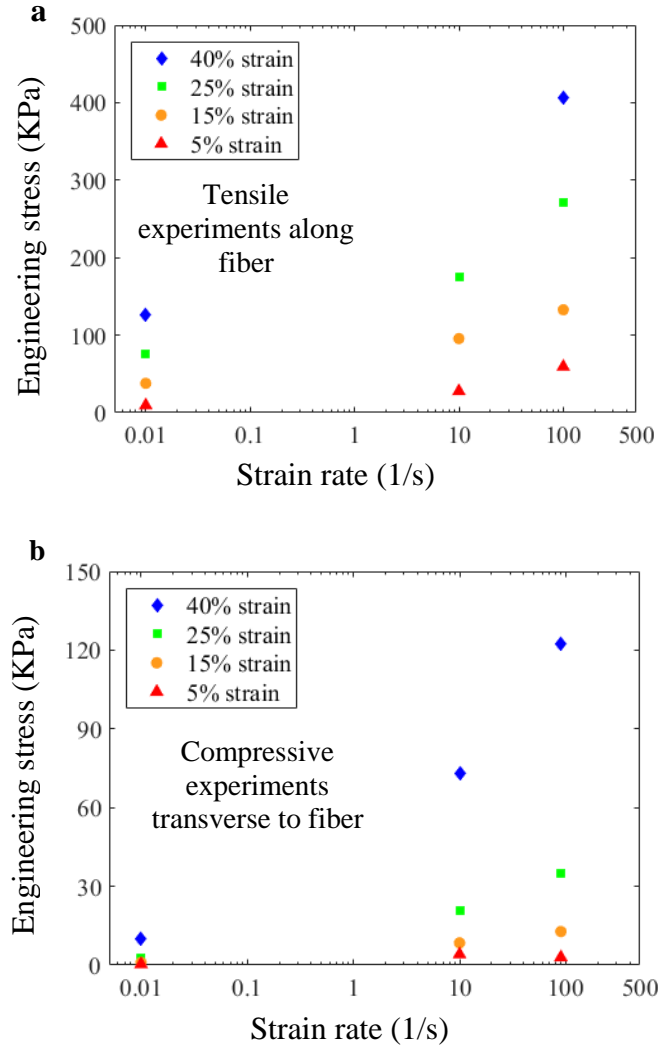 a
500
400
300
200
100
0
Engineering stress (KPa)
40% strain
25% strain
15% strain
5% strain
Tensile
experiments along
fiber
0.01
0.1
1
10
100
500
Strain rate (1/s)
b
150
120
90
60
30
0
Engineering stress (KPa)
40% strain
25% strain
15% strain
5% strain
Compressive
experiments
transverse to fiber
0.01
0.1
1
10
100
500
Strain rate (1/s)